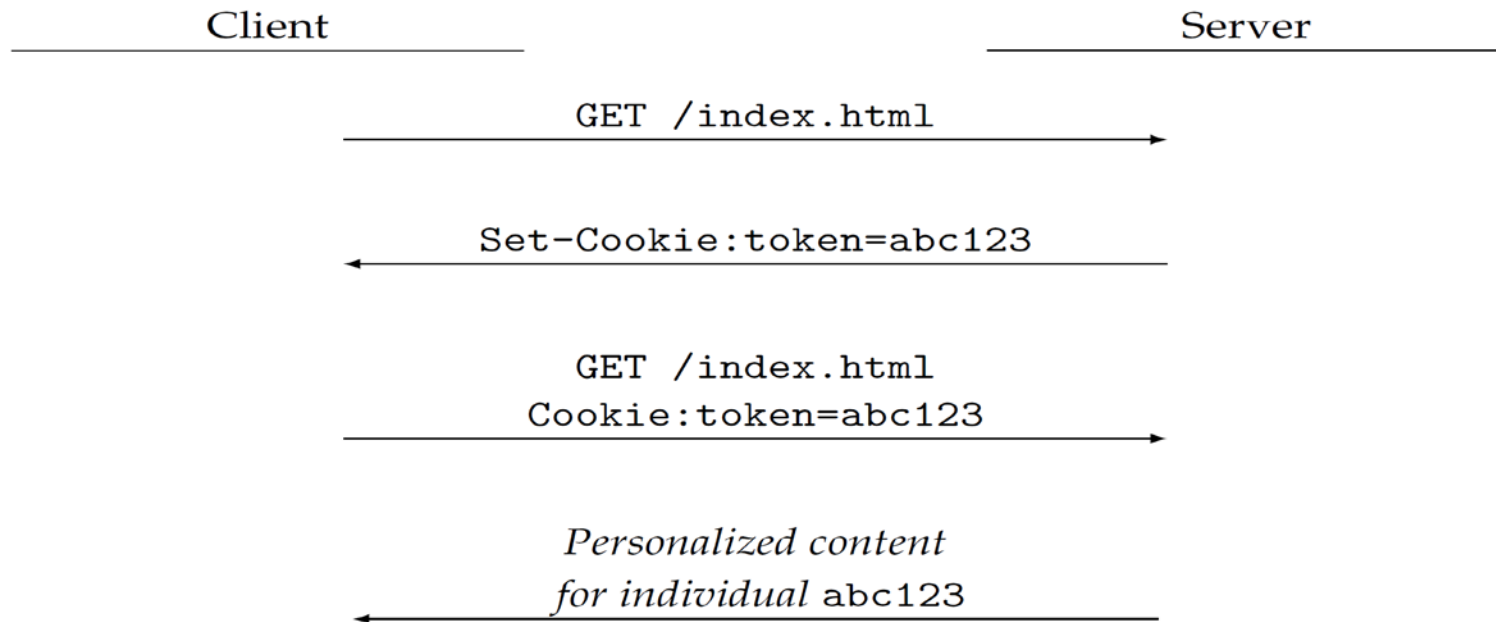 Client
Server
GET /index.html
Set-Cookie:token=abc123
GET /index.html
Cookie:token=abc123
Personalized content
for individual abc123